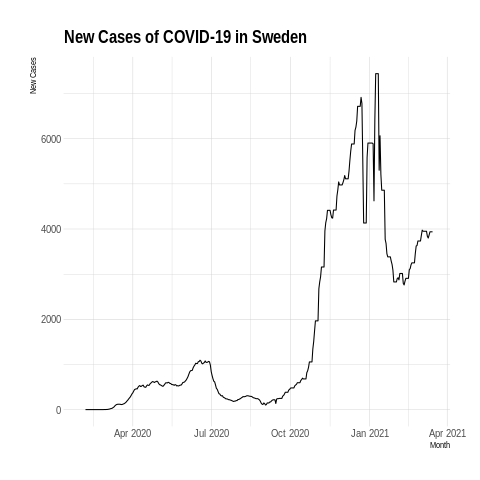 New Cases of COVID-19 in Sweden
New Cases
6000
4000
2000
0
Apr 2020
Jul 2020
Oct 2020
Jan 2021
Apr 2021
Month